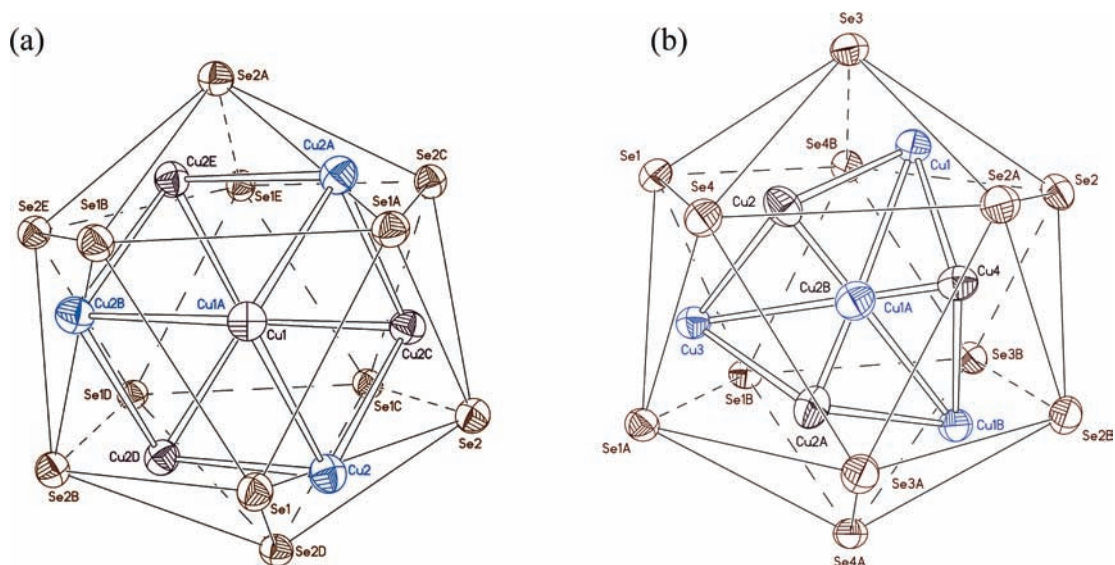 (a)
Se2A
Cu2E
Cu2A
Se2C
Se1E
Se2E
Se1B
Se1A
Cu2B
Cu1A
Cu1
Cu2C
Se1D
Se1C
Se2
Cu2D
Cu2
Se2B
Se1
Se2D
(b)
Se3
Se4B
Cu1
Se1
Se4
Se2A
Se2
Cu2
Cu4
Cu2B
Cu1A
Cu3
Se1B
Se3B
Cu2A
Cu1B
Se1A
Se2B
Se3A
Se4A